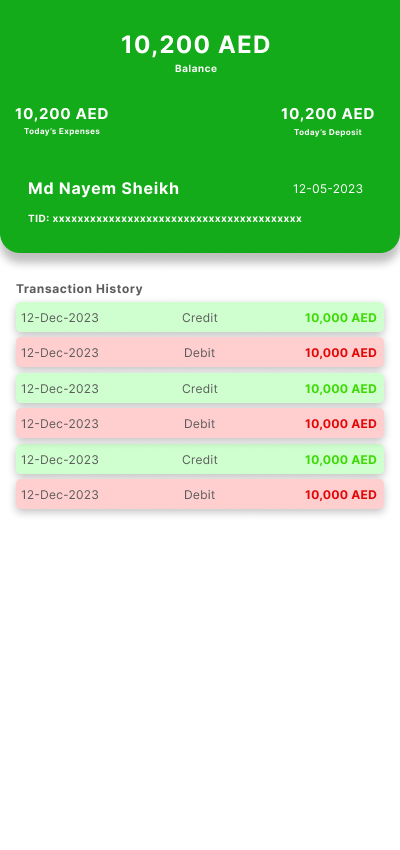 10,200 AED
Balance
10,200 AED 10,200 AED
Today's Expenses Today's Deposit
Md Nayem Sheikh 12-05-2023
TID: xxxxxxxxxxxxxxxxxxxxxxxxxxxxxxxxxxxxxxxx
Transaction History
12-Dec-2023 Credit 10,000 AED
12-Dec-2023 Debit 10,000 AED
12-Dec-2023 Credit 10,000 AED
12-Dec-2023 Debit 10,000 AED
12-Dec-2023 Credit 10,000 AED
12-Dec-2023 Debit 10,000 AED